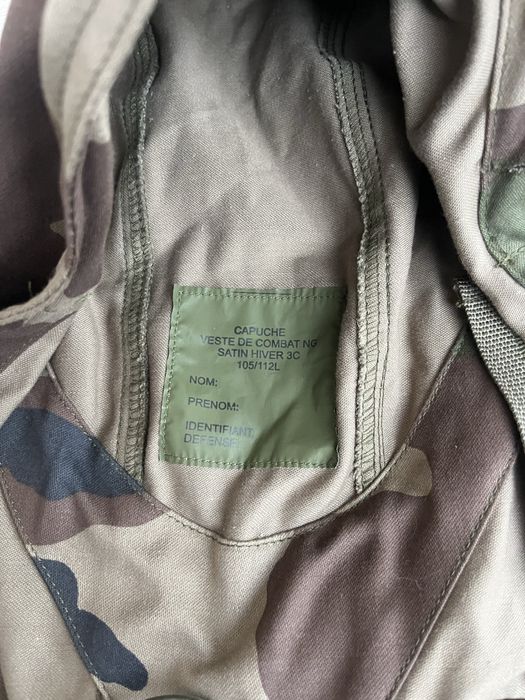 CAPUCHE
VESTE DE COMBAT NG
SATIN HIVER 3C
105/112L
NOM:
PRENOM:
IDENTIFIANT
DEFENSE: